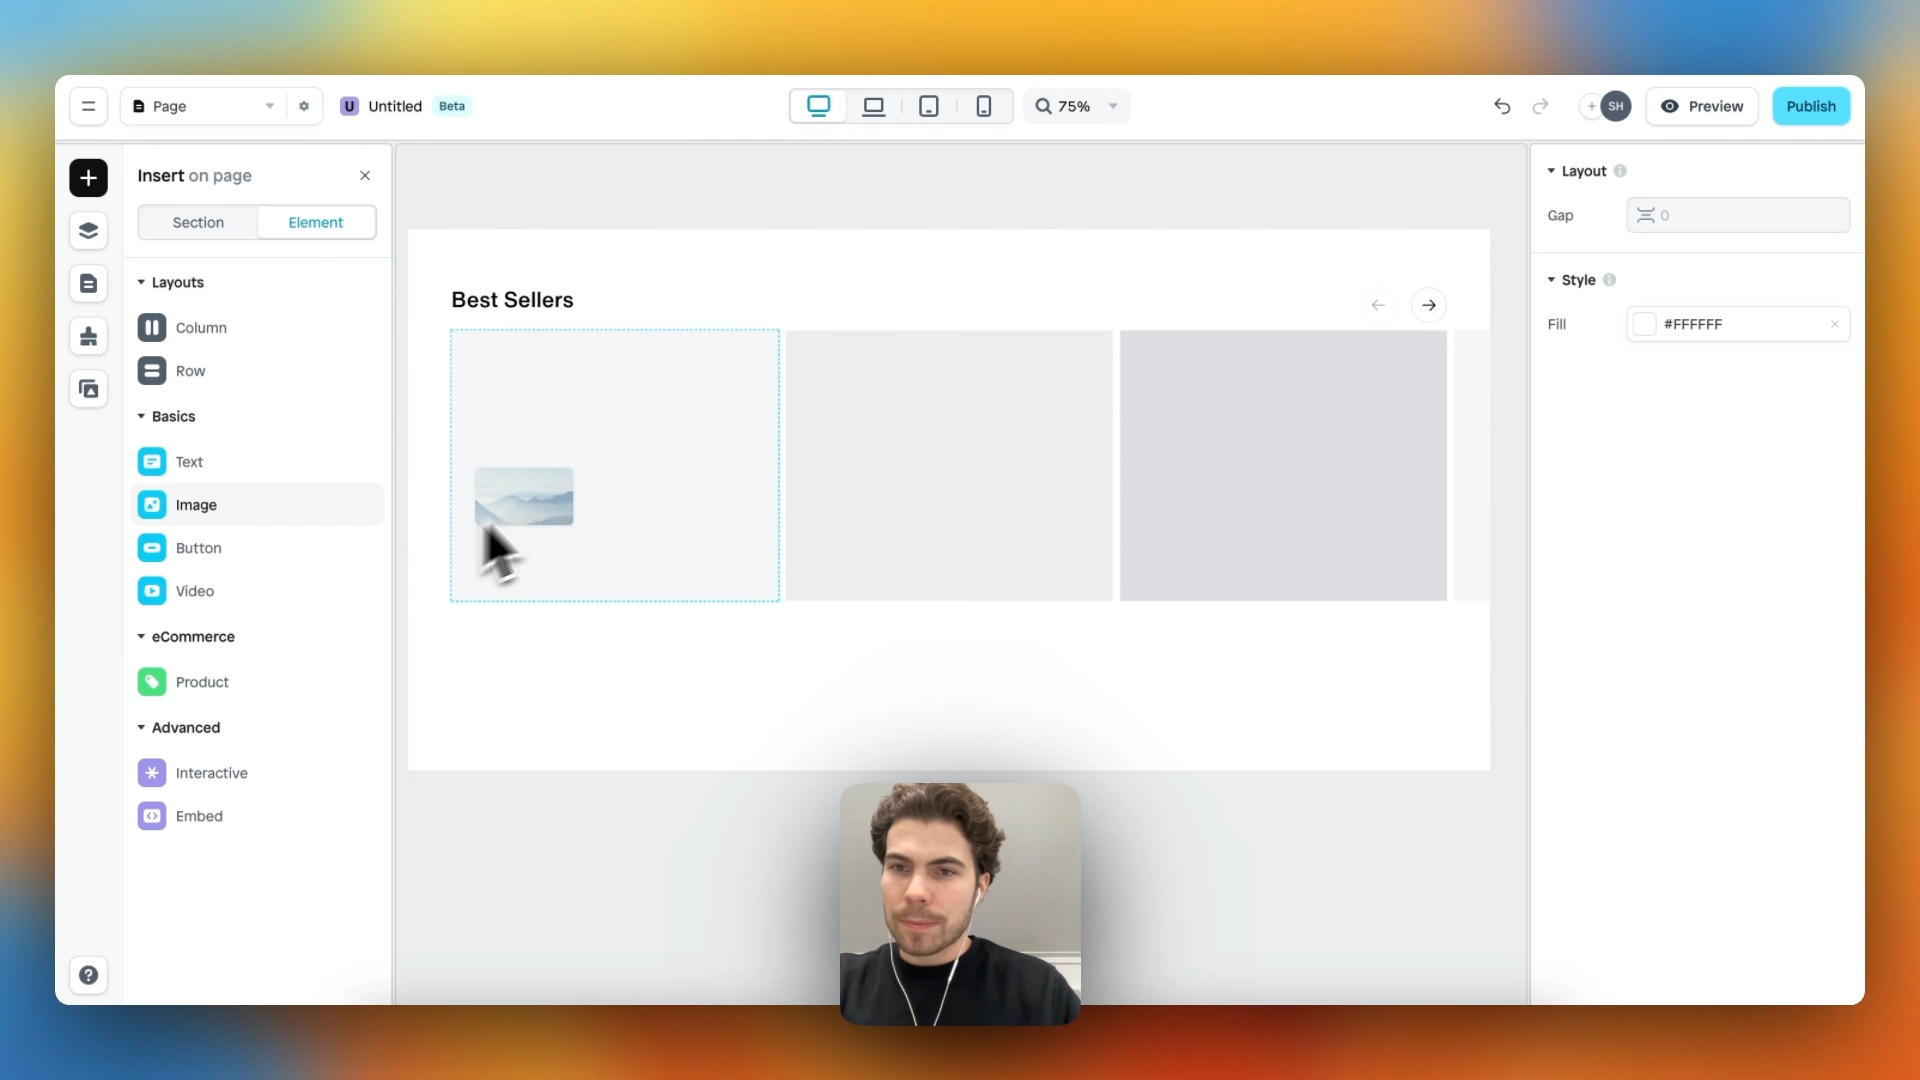 Page
U Untitled Beta
75%
+ SH
Preview
Publish
Insert on page
Section Element
Layouts
Column
Row
Basics
Text
Image
Button
Video
eCommerce
Product
Advanced
Interactive
Embed
Best Sellers
Layout
Gap 0
Style
Fill #FFFFFF